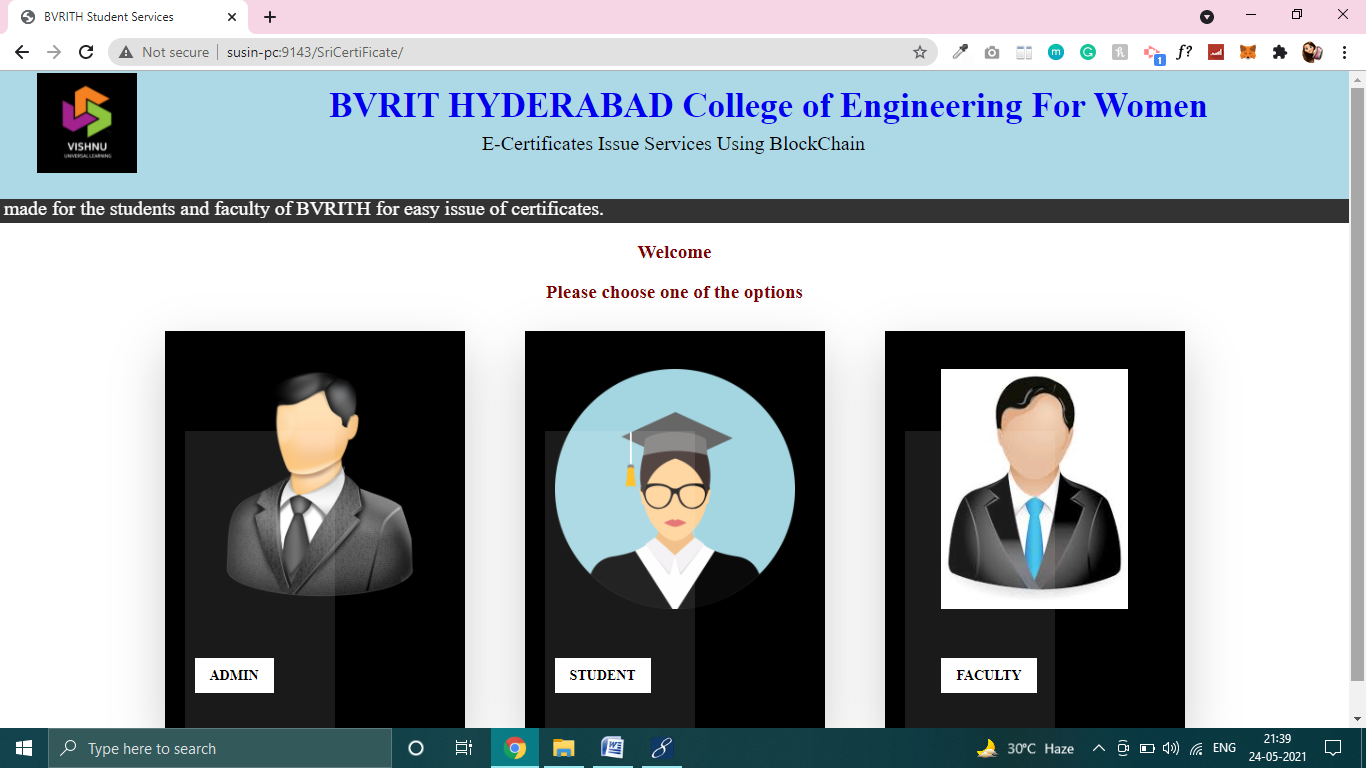 BVRITH Student Services
Not secure
susin-pc:9143/SriCertiFicate/
m
G
1
f?
VISHNU
UNIVERSAL LEARNING
BVRIT HYDERABAD College of Engineering For Women
E-Certificates Issue Services Using BlockChain
made for the students and faculty of BVRITH for easy issue of certificates.
Welcome
Please choose one of the options
ADMIN
STUDENT
FACULTY
Type here to search
30°C Haze
ENG
21:39
24-05-2021